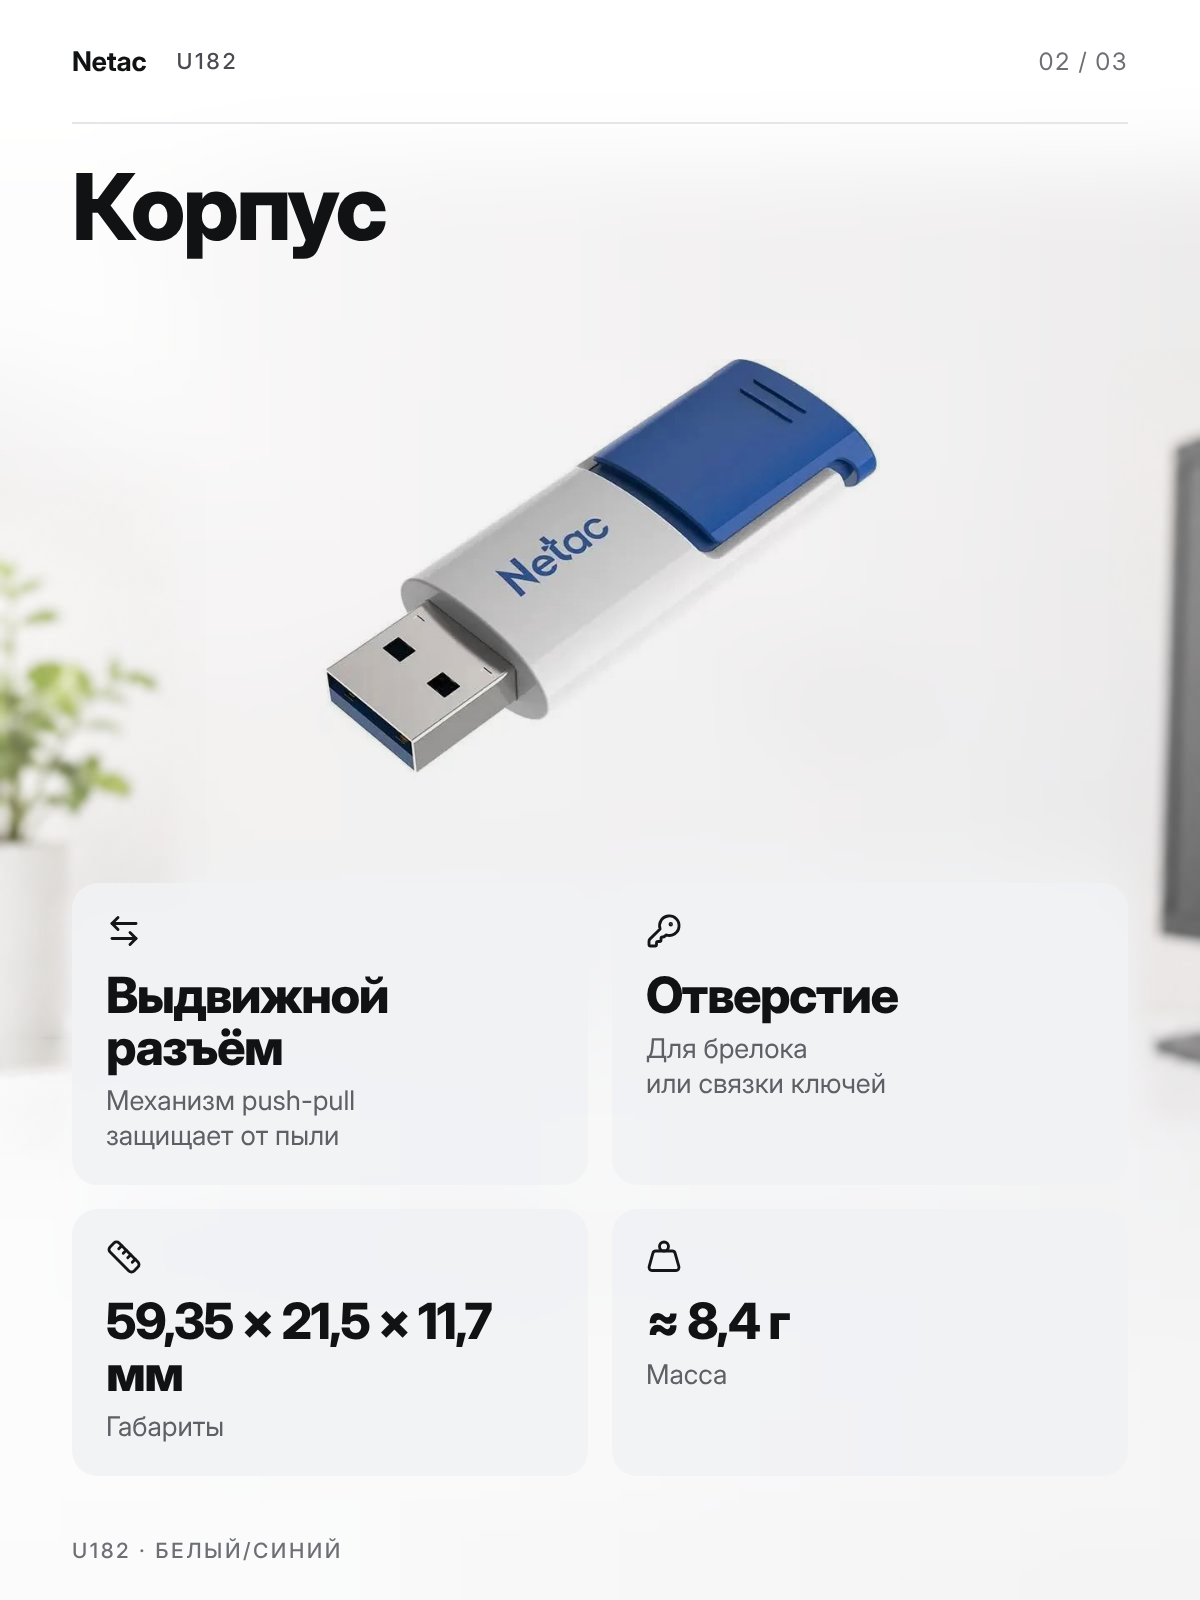 Netac U182
02 / 03
Корпус
Netac
Выдвижной
разъём
Механизм push-pull
защищает от пыли
Отверстие
Для брелока
или связки ключей
59,35 × 21,5 × 11,7
мм
Габариты
≈ 8,4 г
Масса
U182 · БЕЛЫЙ/СИНИЙ